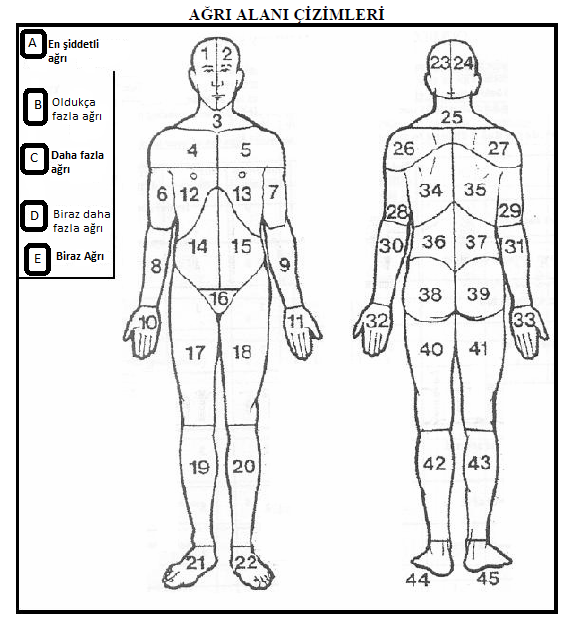 AĞRI ALANI ÇİZİMLERİ
A En şiddetli
ağrı
B Oldukça
fazla ağrı
C Daha fazla
ağrı
D Biraz daha
fazla ağrı
E Biraz Ağrı
1 2
3
4 5
6 12 13 7
14 15
8 9
16
10 11
17 18
19 20
21 22
23 24
25
26 27
34 35
28 29
30 36 37 31
38 39
32 33
40 41
42 43
44 45